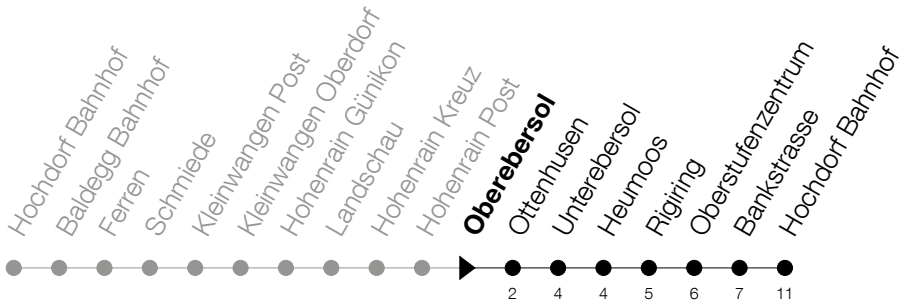 Hochdorf Bahnhof
Baldegg Bahnhof
Ferren
Schmiede
Kleinwangen Post
Kleinwangen Oberdorf
Hohenrain Günikon
Landschau
Hohenrain Kreuz
Hohenrain Post
Oberebersol
Ottenhusen
Unterebersol
Heumoos
Rigiring
Oberstufenzentrum
Bankstrasse
Hochdorf Bahnhof
2 4 4 5 6 7 11